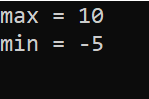 max = 10
min = -5